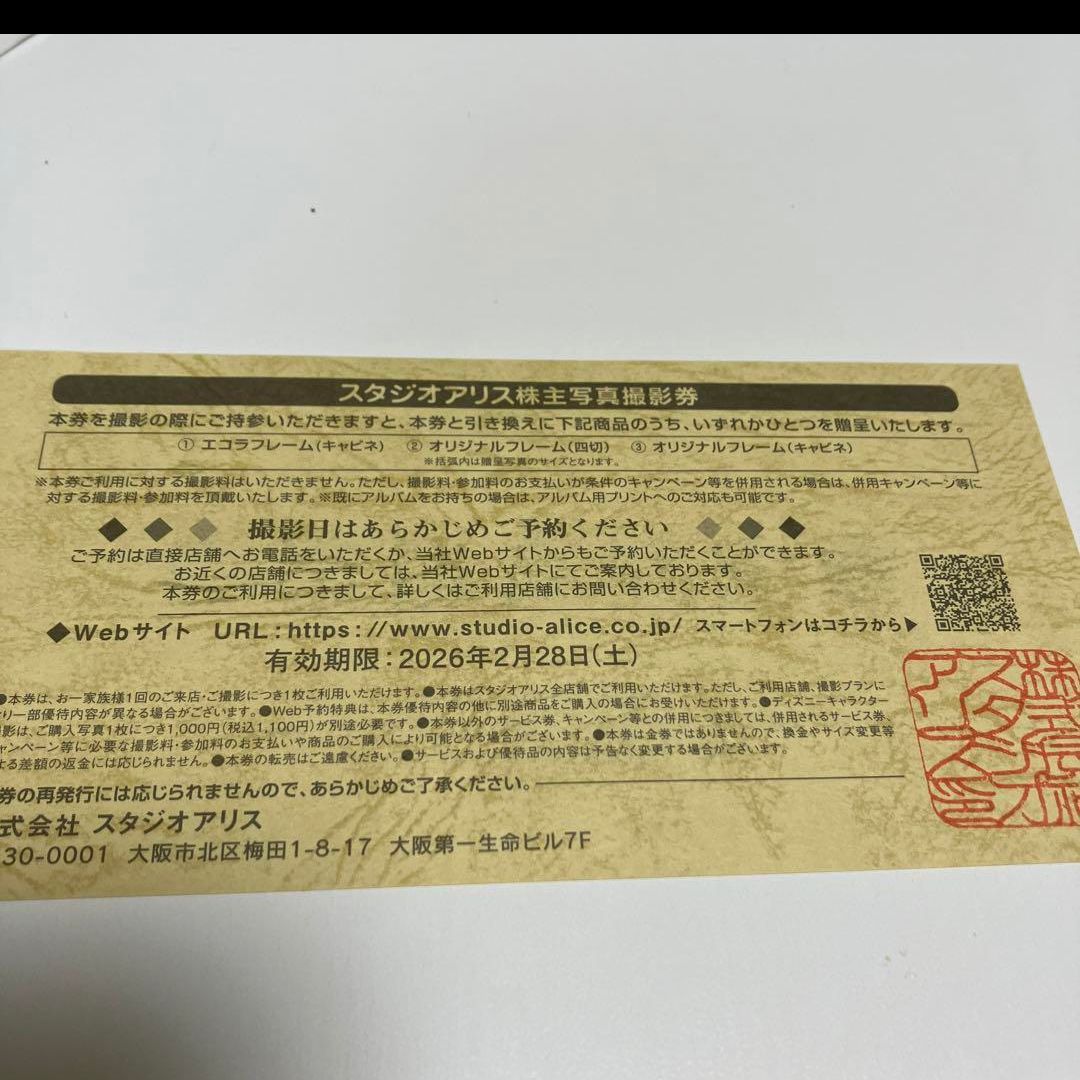 スタジオアリス株主写真撮影券
本券を撮影の際にご持参いただきますと、本券と引き換えに下記商品のうち、いずれかひとつを贈呈いたします。
① エコラフレーム(キャビネ) ② オリジナルフレーム(四切) ③ オリジナルフレーム(キャビネ)
※括弧内は贈呈写真のサイズとなります。
※本券ご利用に対する撮影料はいただきません。ただし、撮影料・参加料のお支払いが条件のキャンペーン等を併用される場合は、併用キャンペーン等に
対する撮影料・参加料を頂戴いたします。※既にアルバムをお持ちの場合は、アルバム用プリントへのご対応も可能です。
◆ ◆ ◆ 撮影日はあらかじめご予約ください ◆ ◆ ◆
ご予約は直接店舗へお電話をいただくか、当社Webサイトからもご予約いただくことができます。
お近くの店舗につきましては、当社Webサイトにてご案内しております。
本券のご利用につきまして、詳しくはご利用店舗にお問い合わせください。
◆Webサイト URL:https://www.studio-alice.co.jp/ スマートフォンはコチラから▶
有効期限:2026年2月28日(土)
●本券は、お一家族様1回のご来店・ご撮影につき1枚ご利用いただけます。●本券はスタジオアリス全店舗でご利用いただけます。ただし、ご利用店舗、撮影プランに
より一部優待内容が異なる場合がございます。●Web予約特典は、本券優待内容の他に別途商品をご購入の場合にお受けいただけます。●ディズニーキャラクター
影は、ご購入写真1枚につき1,000円(税込1,100円)が別途必要です。●本券以外のサービス券、キャンペーン等との併用につきましては、併用されるサービス券、
ャンペーン等に必要な撮影料・参加料のお支払いや商品のご購入により可能となる場合がございます。●本券は金券ではありませんので、換金やサイズ変更等
よる差額の返金には応じられません。●本券の転売はご遠慮ください。●サービスおよび優待品の内容は予告なく変更する場合がございます。
券の再発行には応じられませんので、あらかじめご了承ください。
式会社 スタジオアリス
30-0001 大阪市北区梅田1-8-17 大阪第一生命ビル7F